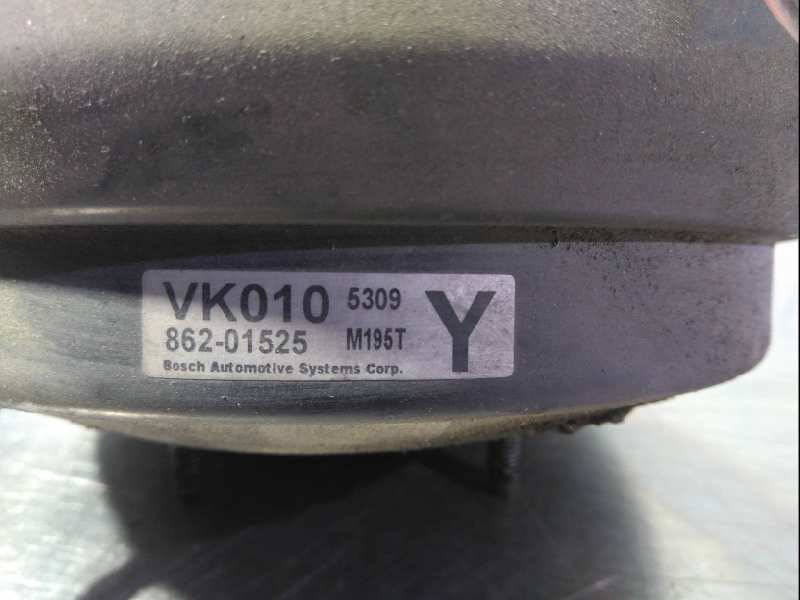 VK010 5309
862-01525 M195T
Y
Bosch Automotive Systems Corp.